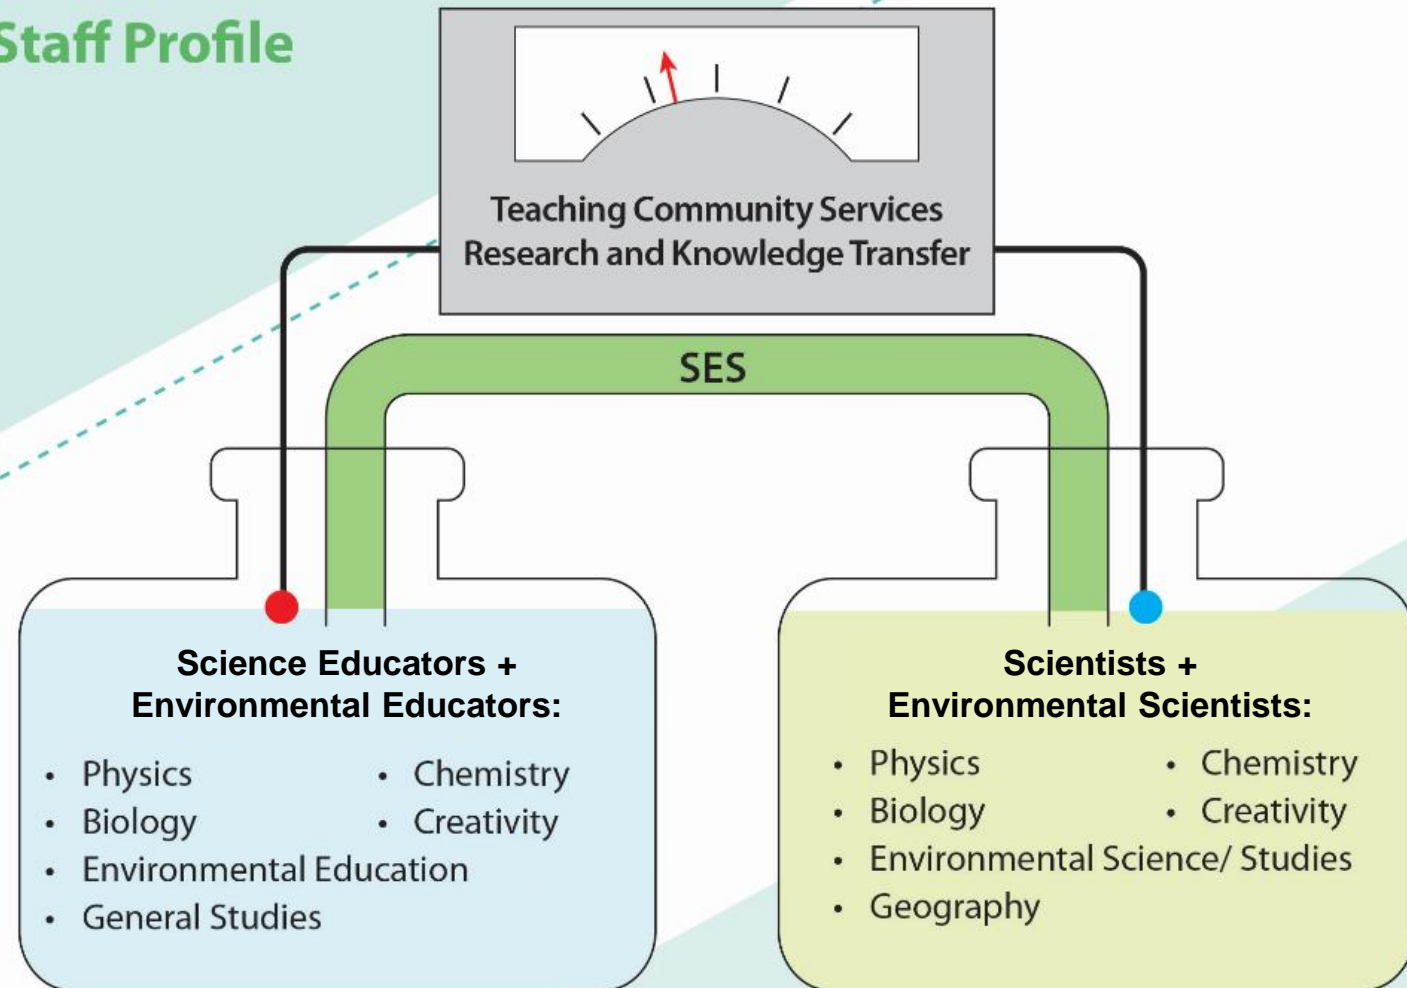 Staff Profile
Teaching Community Services
Research and Knowledge Transfer
SES
Science Educators +
Environmental Educators:
• Physics
• Chemistry
• Biology
• Creativity
• Environmental Education
• General Studies
Scientists +
Environmental Scientists:
• Physics
• Chemistry
• Biology
• Creativity
• Environmental Science/ Studies
• Geography